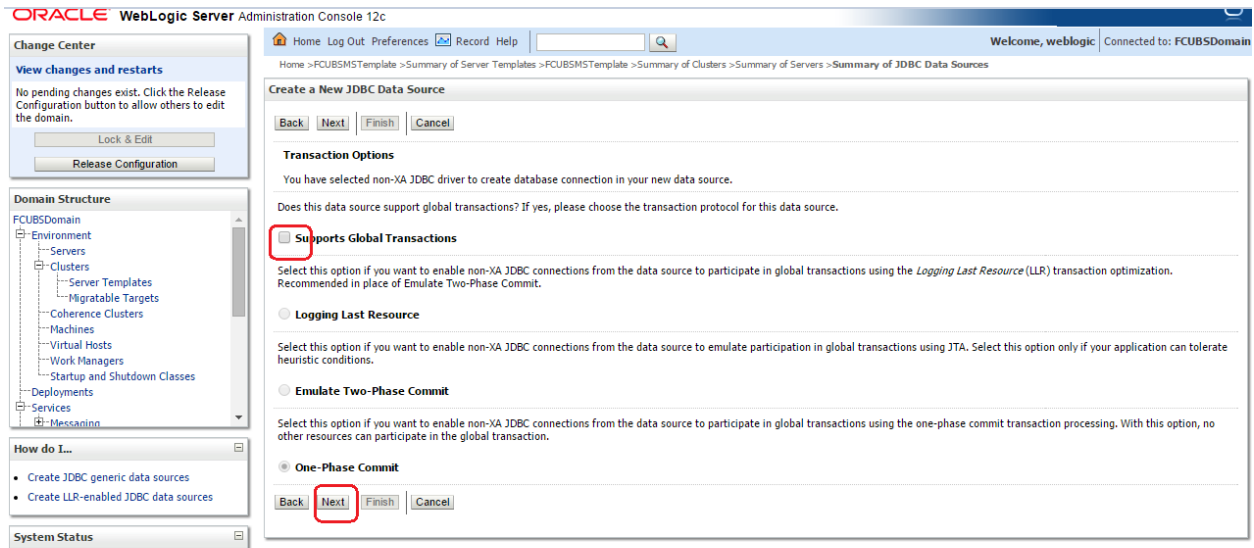 ORACLE WebLogic Server Administration Console 12c
Change Center
View changes and restarts
No pending changes exist. Click the Release
Configuration button to allow others to edit
the domain.
Lock & Edit
Release Configuration
Domain Structure
FCUBSDomain
Environment
Servers
Clusters
Server Templates
Migratable Targets
Coherence Clusters
Machines
Virtual Hosts
Work Managers
Startup and Shutdown Classes
Deployments
Services
Messaging
How do I...
Create JDBC generic data sources
Create LLR-enabled JDBC data sources
System Status
Home Log Out Preferences Record Help
Welcome, weblogic Connected to: FCUBSDomain
Home >FCUBSMSTemplate >Summary of Server Templates >FCUBSMSTemplate >Summary of Clusters >Summary of Servers >Summary of JDBC Data Sources
Create a New JDBC Data Source
Back Next Finish Cancel
Transaction Options
You have selected non-XA JDBC driver to create database connection in your new data source.
Does this data source support global transactions? If yes, please choose the transaction protocol for this data source.
Supports Global Transactions
Select this option if you want to enable non-XA JDBC connections from the data source to participate in global transactions using the Logging Last Resource (LLR) transaction optimization.
Recommended in place of Emulate Two-Phase Commit.
Logging Last Resource
Select this option if you want to enable non-XA JDBC connections from the data source to emulate participation in global transactions using JTA. Select this option only if your application can tolerate
heuristic conditions.
Emulate Two-Phase Commit
Select this option if you want to enable non-XA JDBC connections from the data source to participate in global transactions using the one-phase commit transaction processing. With this option, no
other resources can participate in the global transaction.
One-Phase Commit
Back Next Finish Cancel